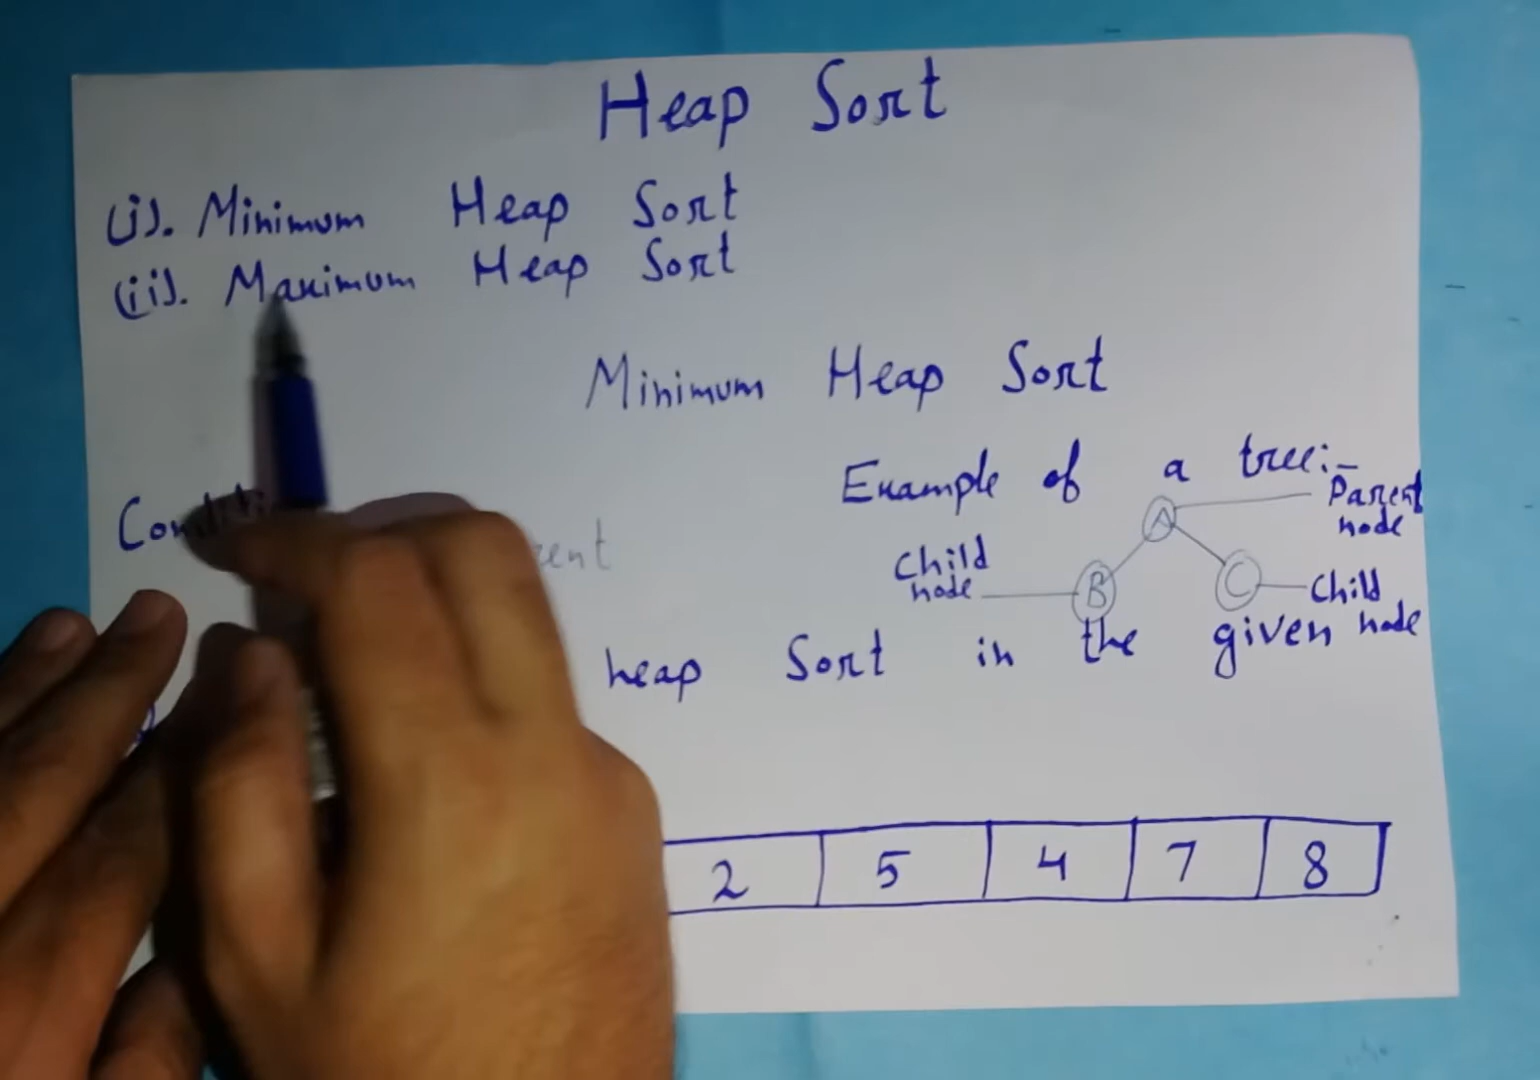 Heap Sort
(i). Minimum Heap Sort
(ii). Maximum Heap Sort
Minimum Heap Sort
Example of a tree:-
Parent
node
A
Child
node
B
C
Child
node
heap Sort in the given
2 5 4 7 8